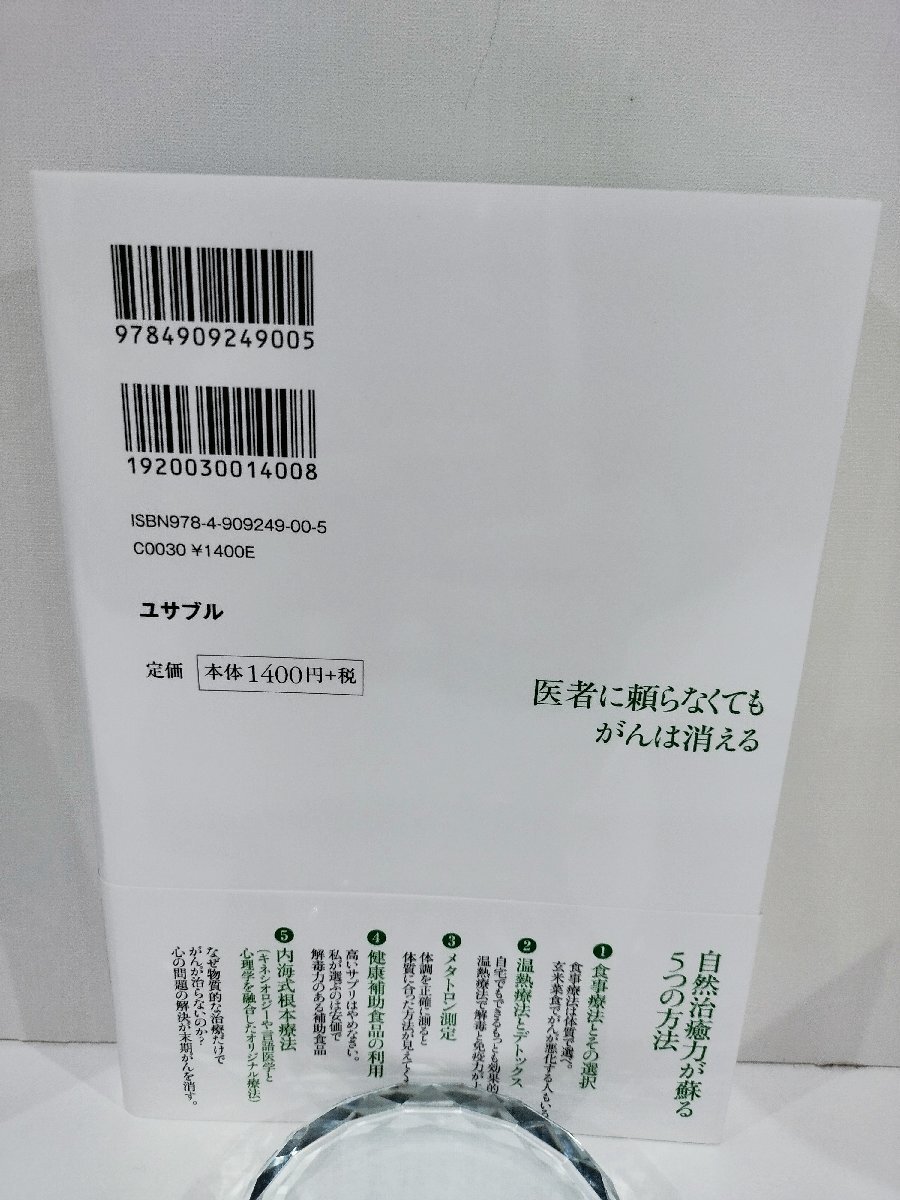 9784909249005
1920030014008
ISBN978-4-909249-00-5
C0030 ¥1400E
ユサブル
定価 本体1400円+税
医者に頼らなくても
がんは消える
自然治癒力が蘇る
5つの方法
❶食事療法とその選択
食事療法は体質で選べ。
玄米菜食でがんが悪化する人もいる
❷温熱療法とデトックス
自宅でもできるもっとも効果的
温熱療法で解毒と免疫力が
❸メタトロン測定
体調を正確に測ると
体質に合った方法が見えてく
❹健康補助食品の利用
高いサプリはやめなさい。
私が選ぶのは安価で
解毒力のある補助食品
❺内海式根本療法
(キネシオロジーや言語医学と
心理学を融合したオリジナル療法)
なぜ物質的な治療だけで
がんが治らないのか?
心の問題の解決が末期がんを消す。